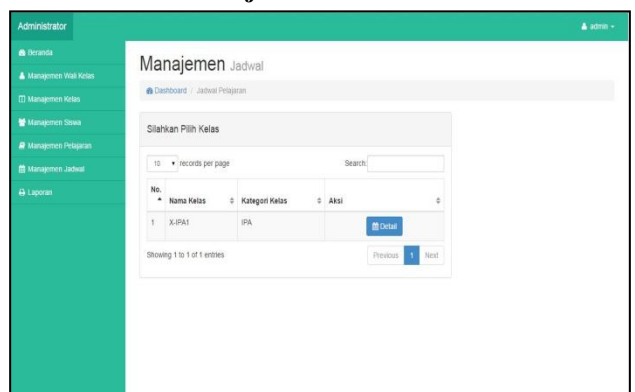 Administrator
admin
Beranda
Manajemen Wali Kelas
Manajemen Kelas
Manajemen Siswa
Manajemen Pelajaran
Manajemen Jadwal
Laporan
Manajemen Jadwal
Dashboard / Jadwal Pelajaran
Silahkan Pilih Kelas
10 records per page Search:
No. Nama Kelas Kategori Kelas Aksi
1 X-IPA1 IPA Detail
Showing 1 to 1 of 1 entries Previous 1 Next